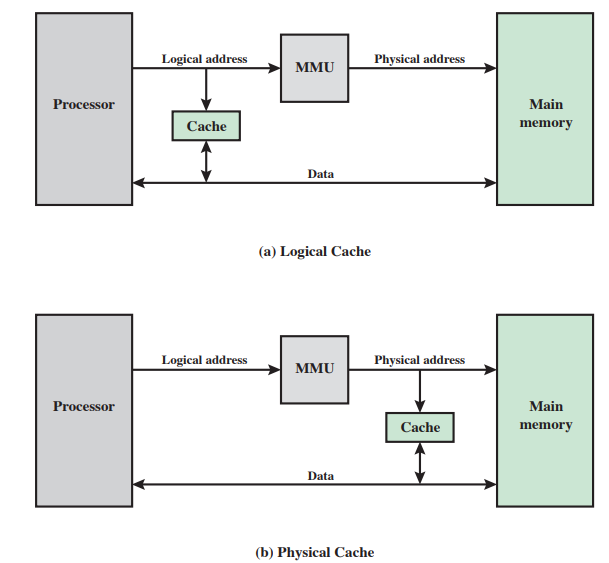 Logical address
MMU
Physical address
Processor
Cache
Main
memory
Data
(a) Logical Cache
Logical address
MMU
Physical address
Processor
Cache
Main
memory
Data
(b) Physical Cache